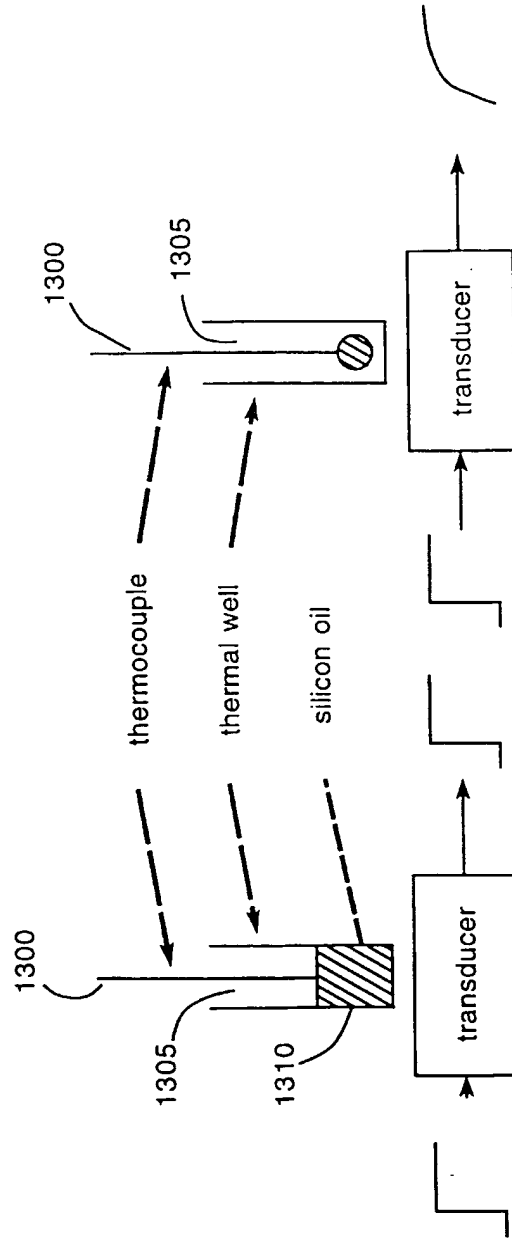 1300
1300
1305
1305
thermocouple
thermal well
silicon oil
1310
transducer
transducer